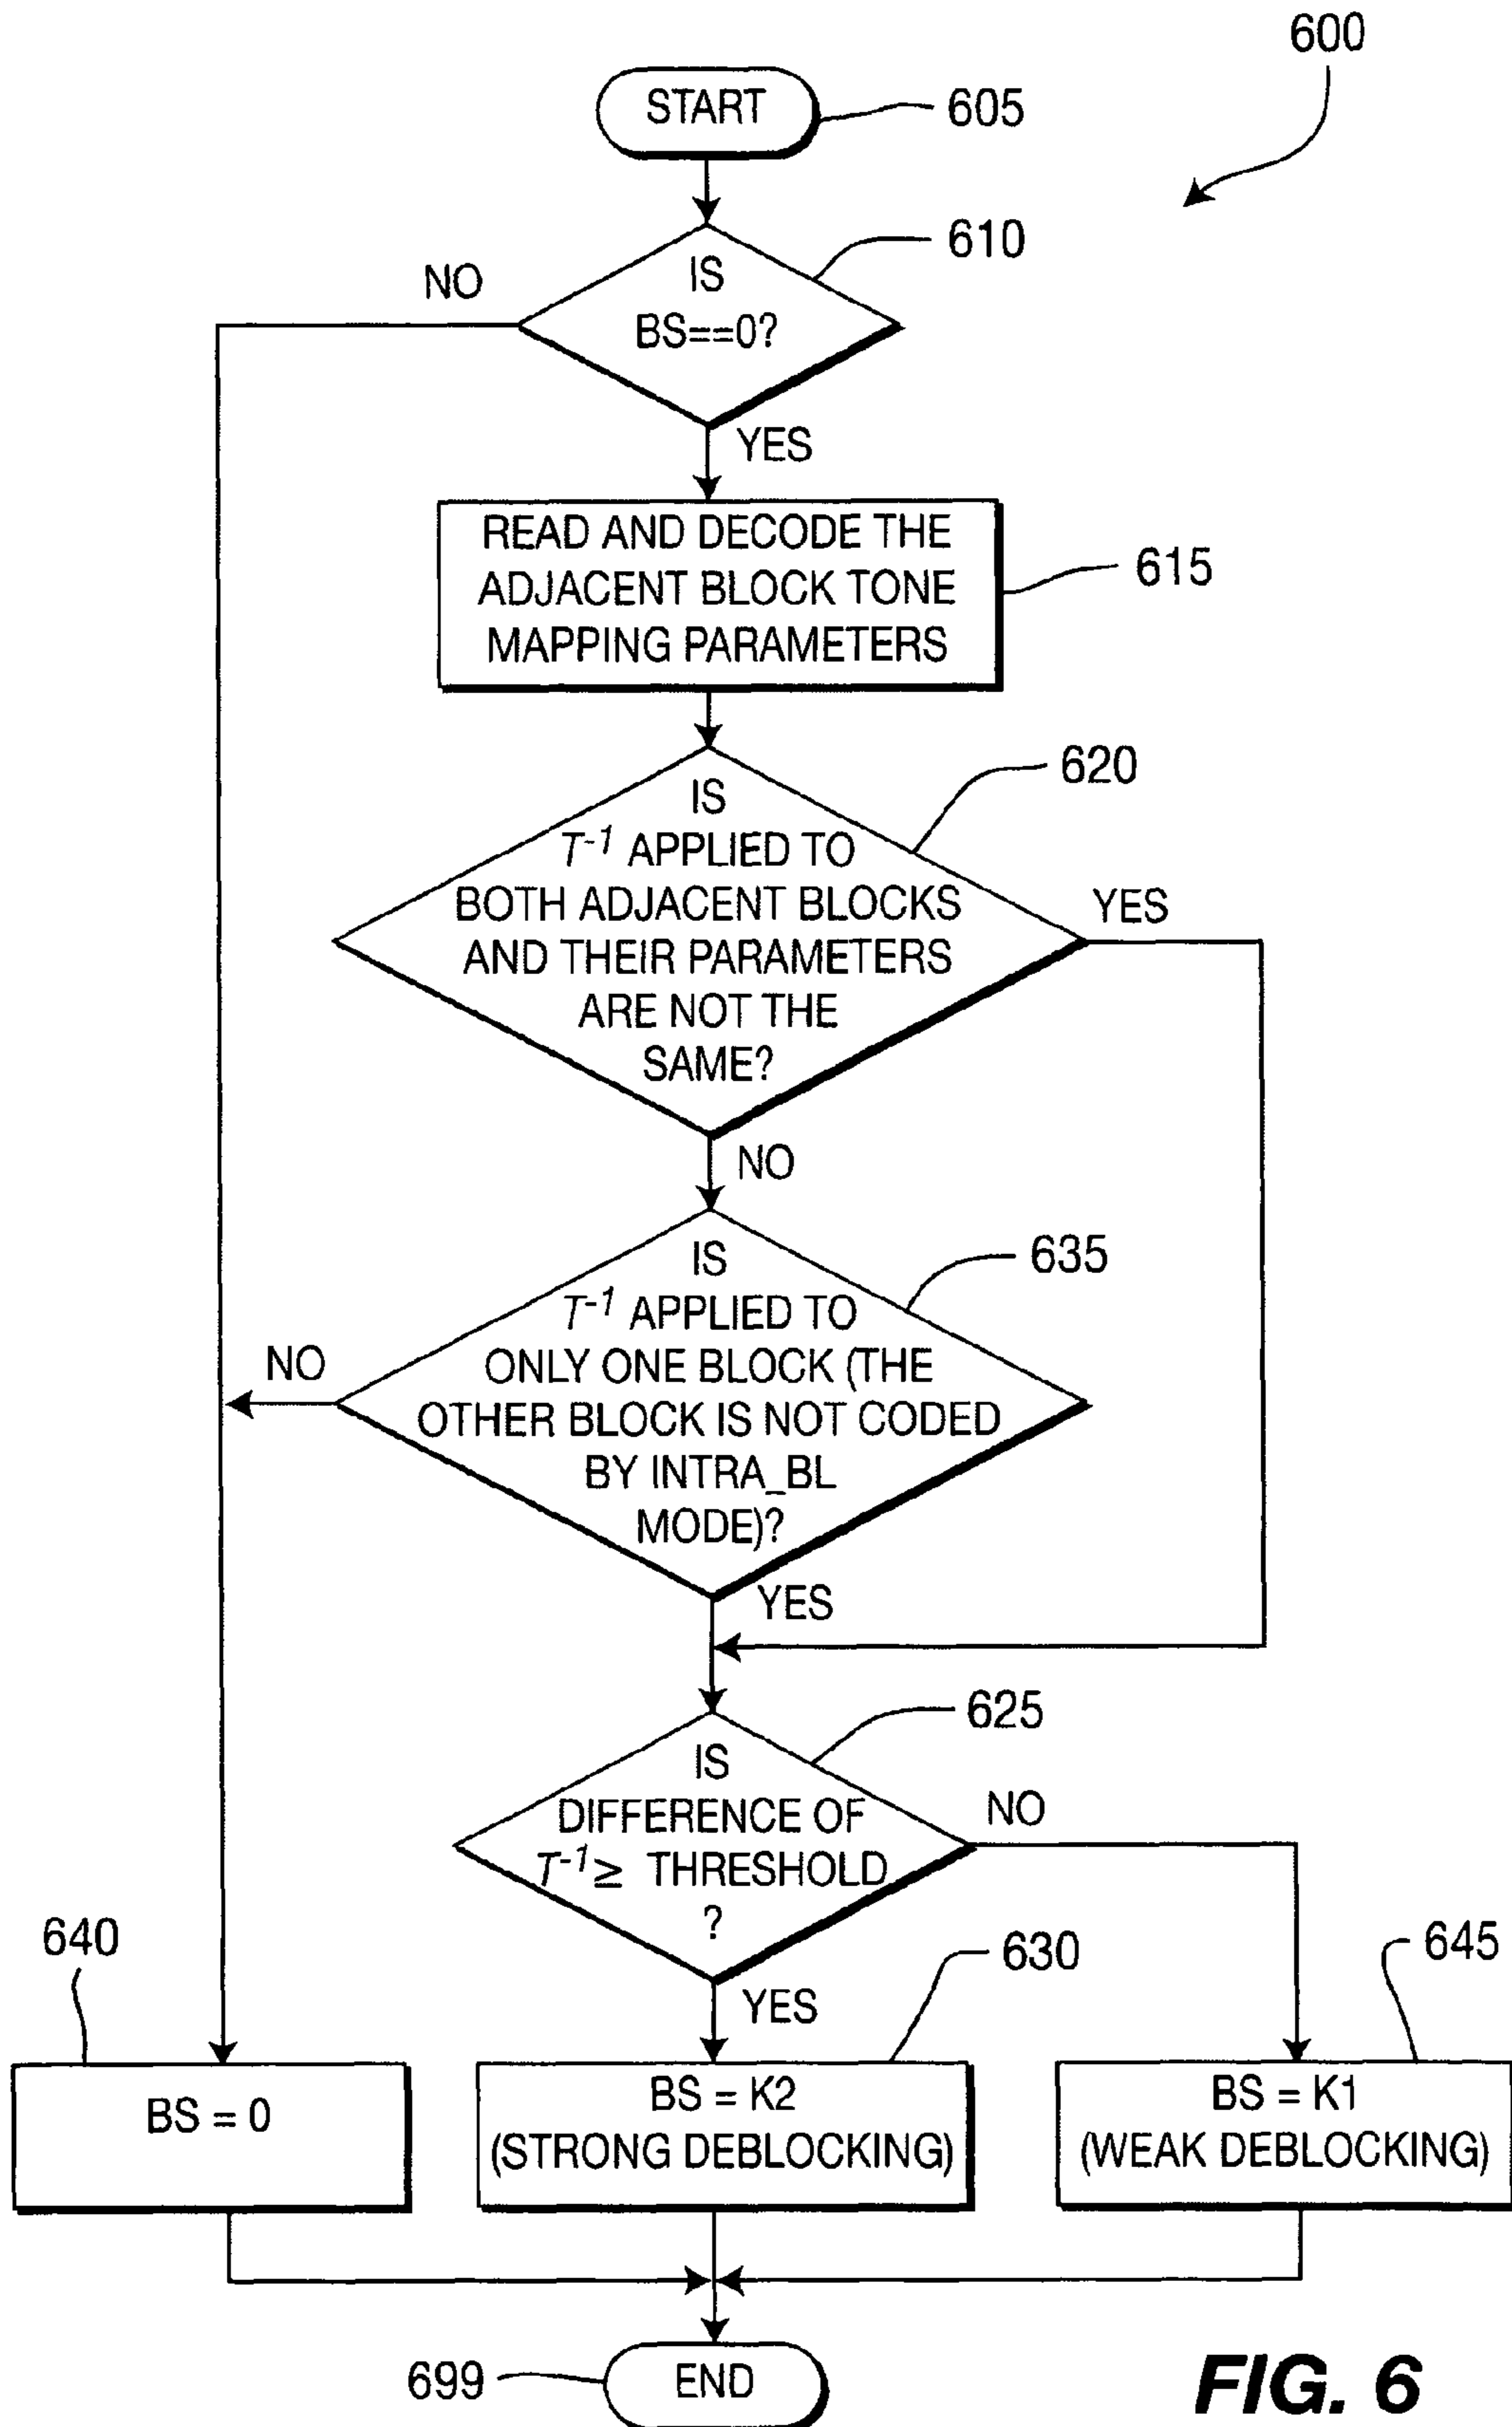 600
START
605
610
IS
BS==0?
NO
YES
READ AND DECODE THE
ADJACENT BLOCK TONE
MAPPING PARAMETERS
615
620
IS
T⁻¹ APPLIED TO
BOTH ADJACENT BLOCKS
AND THEIR PARAMETERS
ARE NOT THE
SAME?
YES
NO
635
IS
T⁻¹ APPLIED TO
ONLY ONE BLOCK (THE
OTHER BLOCK IS NOT CODED
BY INTRA_BL
MODE)?
NO
YES
625
IS
DIFFERENCE OF
T⁻¹ ≥ THRESHOLD
?
NO
YES
640
BS = 0
630
BS = K2
(STRONG DEBLOCKING)
645
BS = K1
(WEAK DEBLOCKING)
699
END
FIG. 6